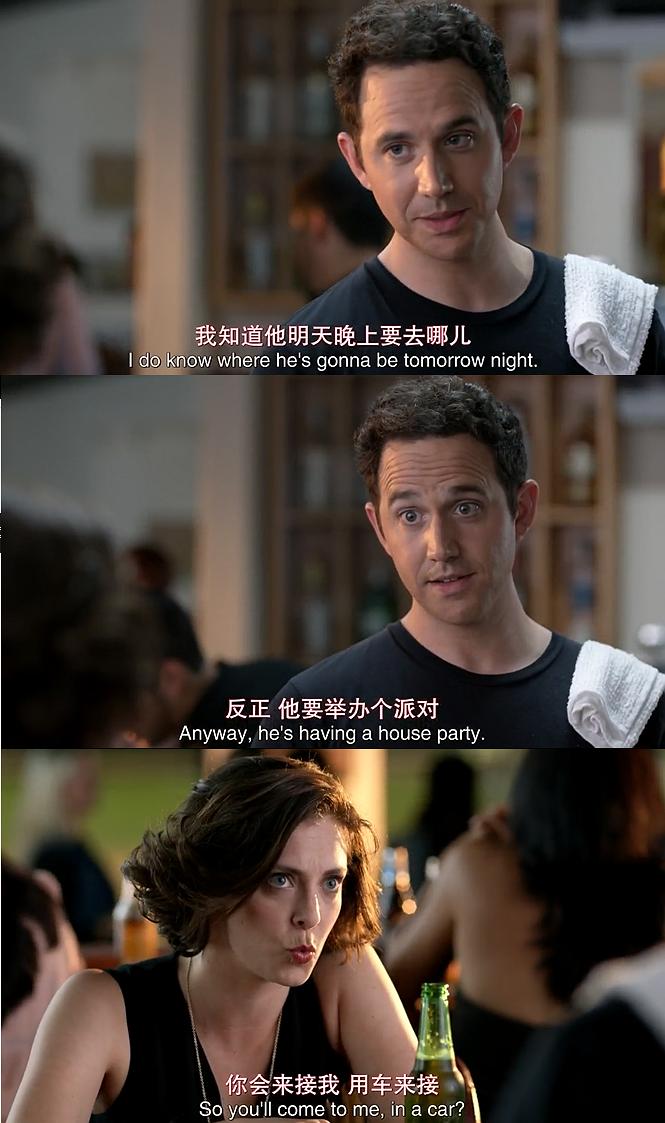 我知道他明天晚上要去哪儿
I do know where he's gonna be tomorrow night.
反正 他要举办个派对
Anyway, he's having a house party.
你会来接我 用车来接
So you'll come to me, in a car?